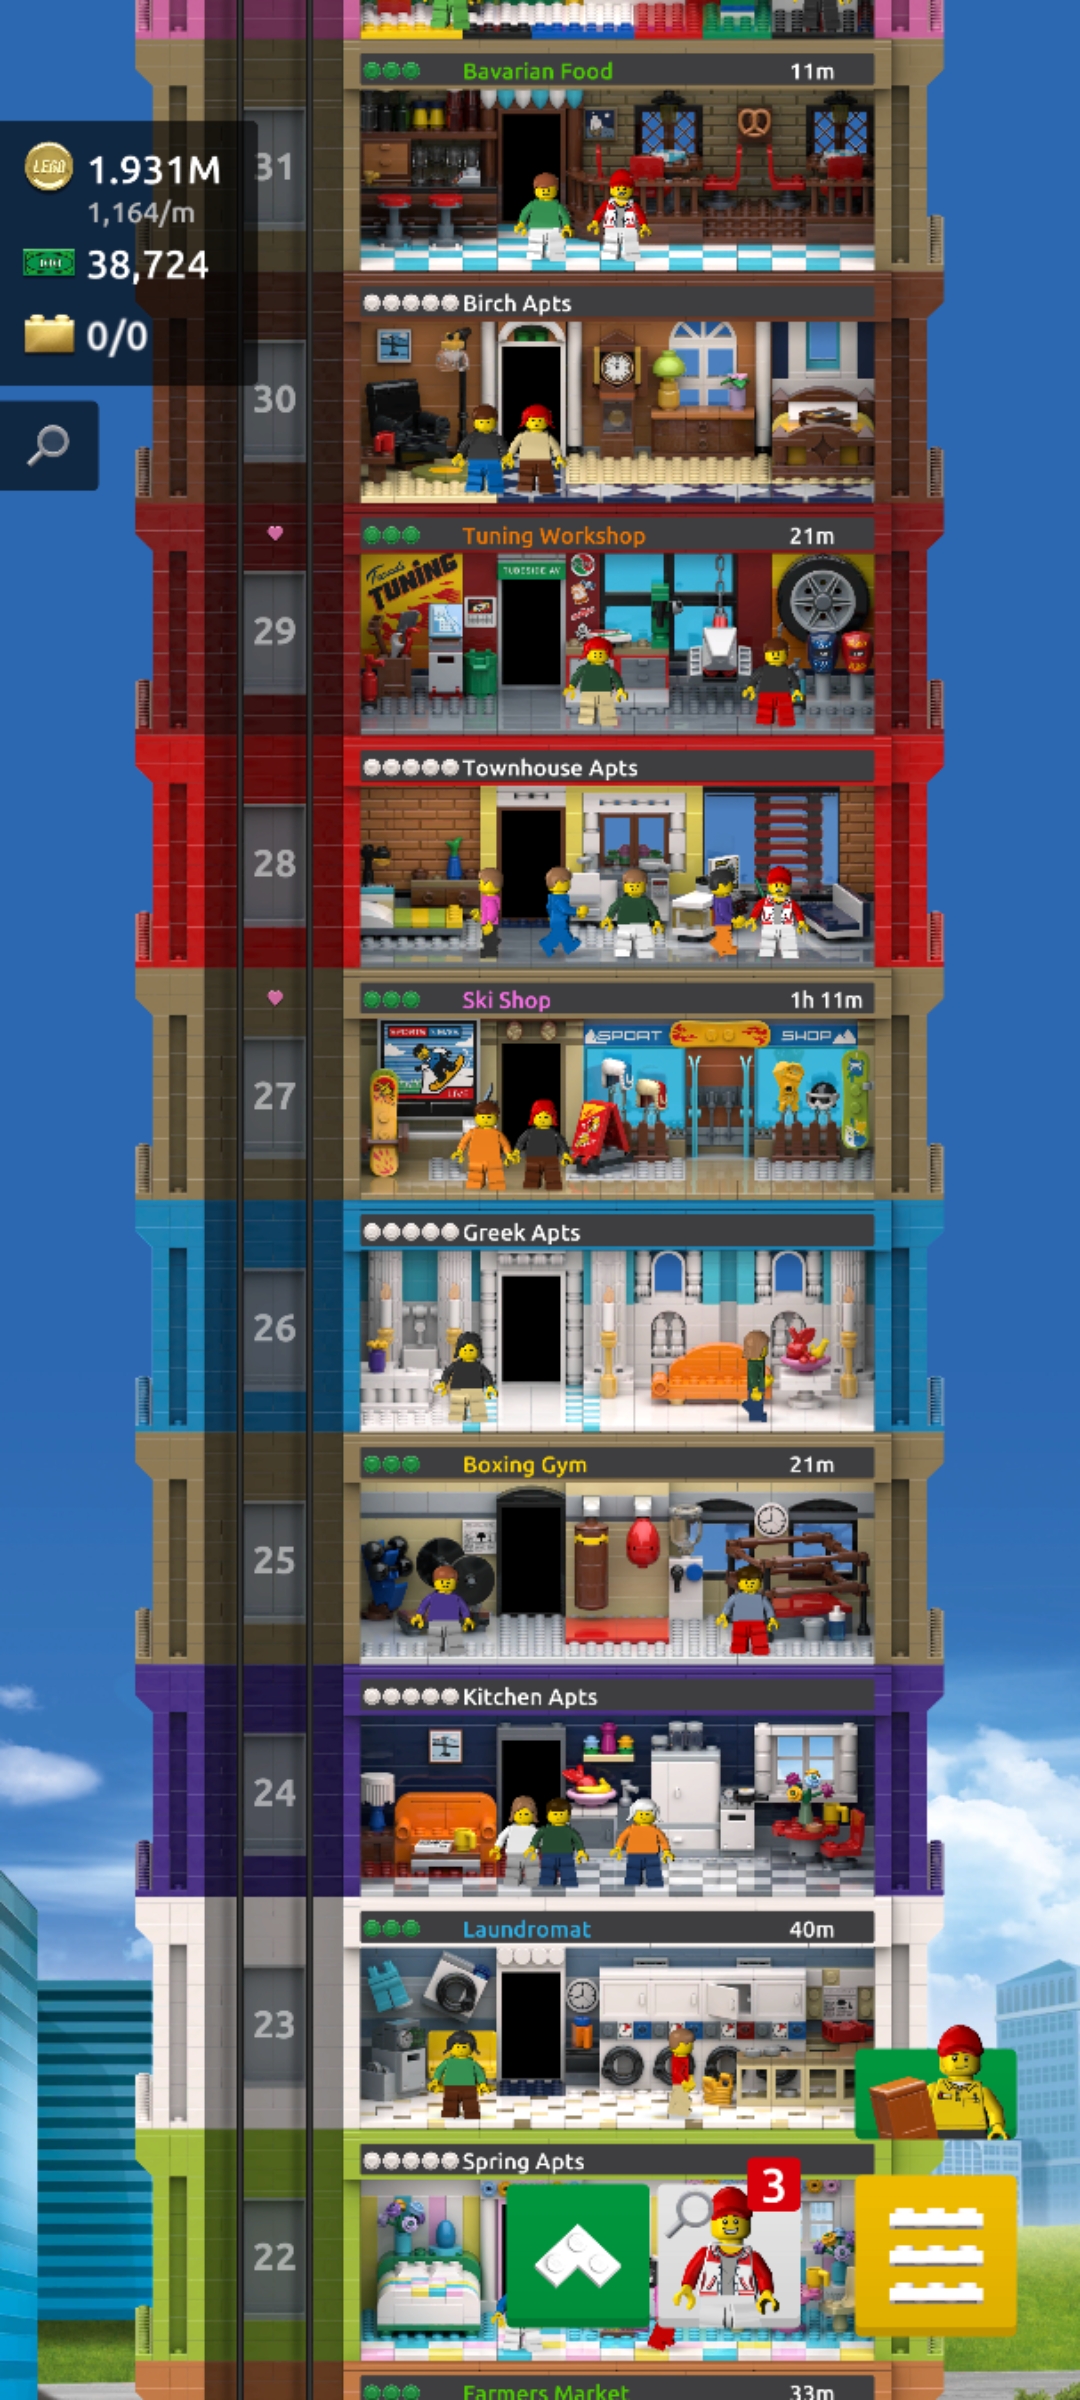 Bavarian Food 11m
31
LEGO 1.931M
1,164/m
38,724
0/0
Birch Apts
30
Tuning Workshop 21m
TUNING
29
Townhouse Apts
28
Ski Shop 1h 11m
SPORTS
LIVE
SPORT SHOP
27
Greek Apts
26
Boxing Gym 21m
25
Kitchen Apts
24
Laundromat 40m
23
Spring Apts
3
22
Farmers Market 33m